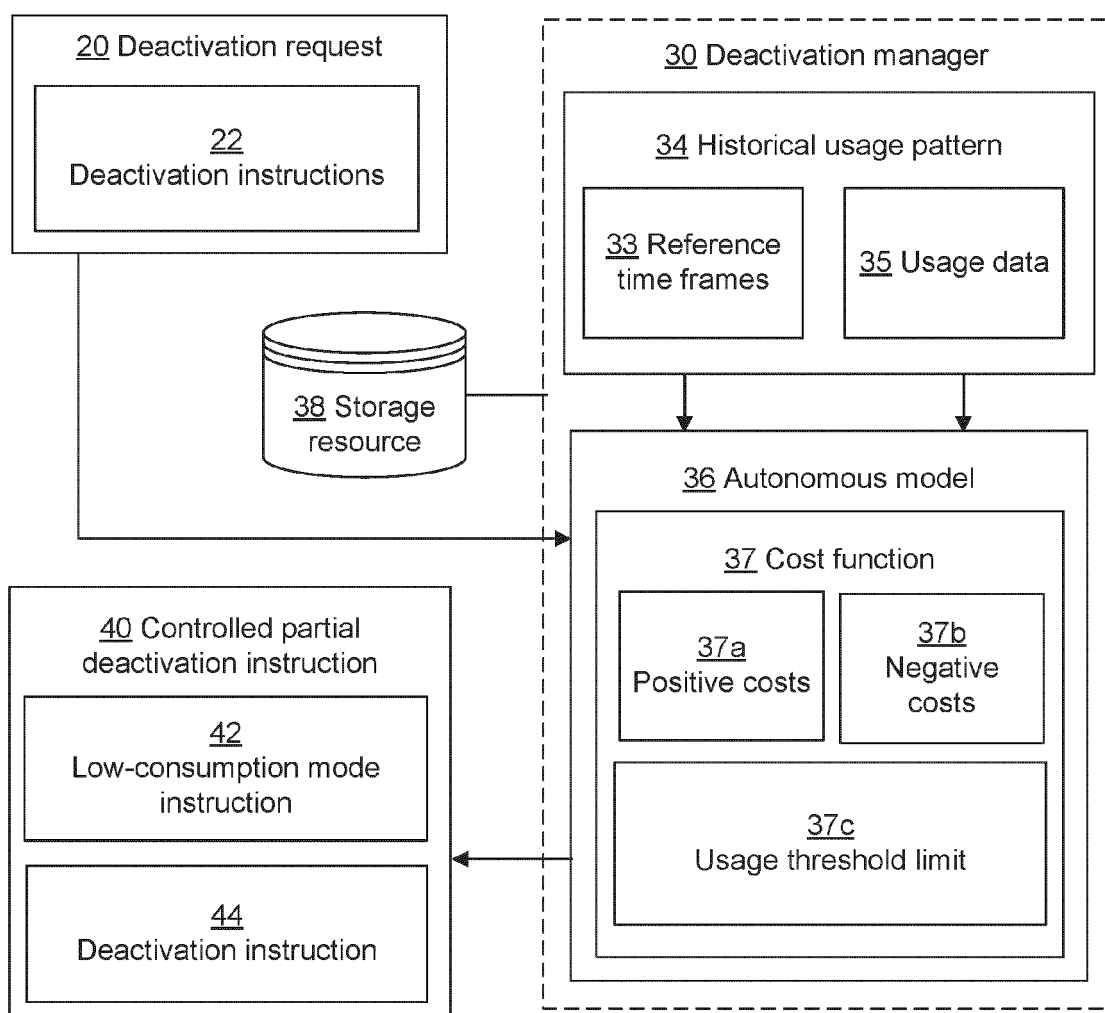 20 Deactivation request
22
Deactivation instructions
30 Deactivation manager
34 Historical usage pattern
33 Reference
time frames
35 Usage data
38 Storage
resource
36 Autonomous model
37 Cost function
37a
Positive costs
37b
Negative
costs
37c
Usage threshold limit
40 Controlled partial
deactivation instruction
42
Low-consumption mode
instruction
44
Deactivation instruction